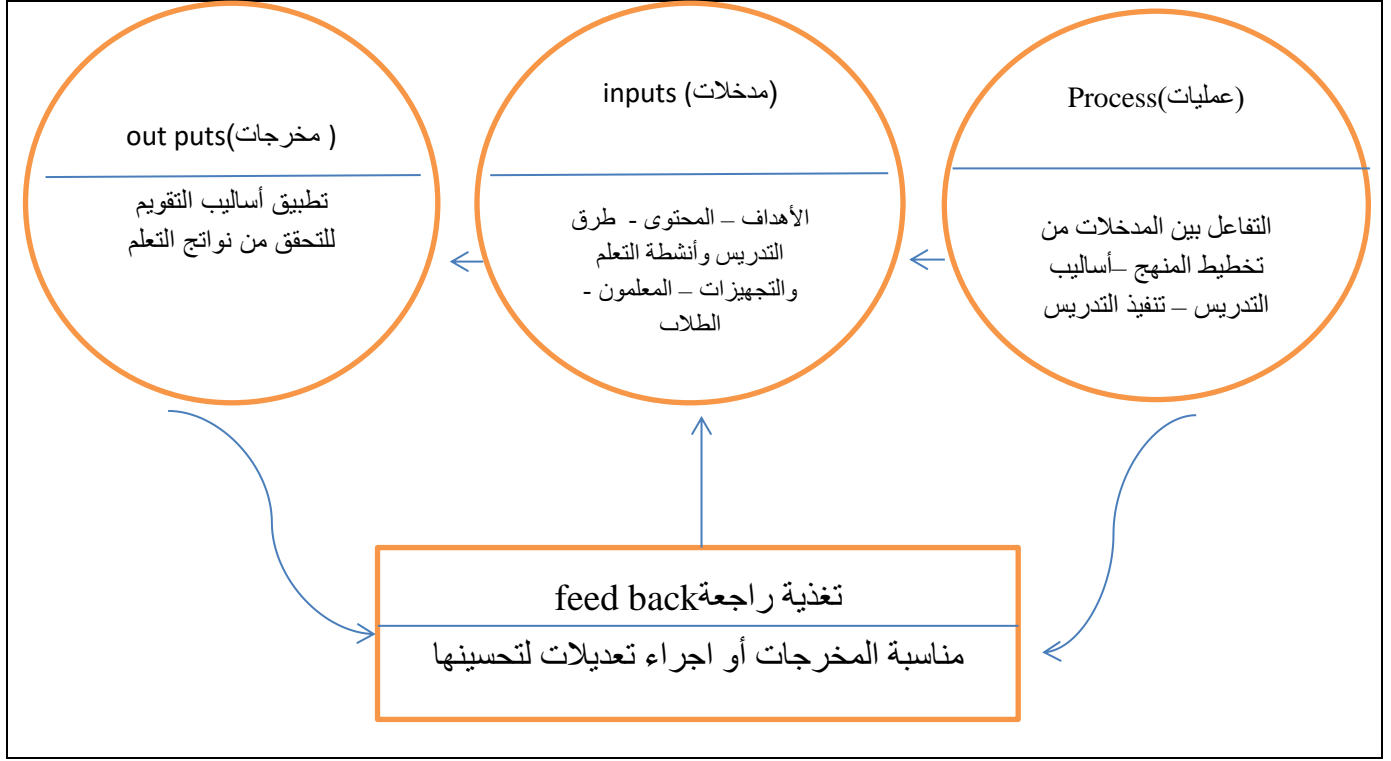 Process(عمليات)
التفاعل بين المدخلات من
تخطيط المنهج –أساليب
التدريس – تنفيذ التدريس
inputs (مدخلات)
الأهداف – المحتوى - طرق
التدريس وأنشطة التعلم
والتجهيزات – المعلمون -
الطلاب
out puts(مخرجات )
تطبيق أساليب التقويم
للتحقق من نواتج التعلم
تغذية راجعةfeed back
مناسبة المخرجات أو اجراء تعديلات لتحسينها